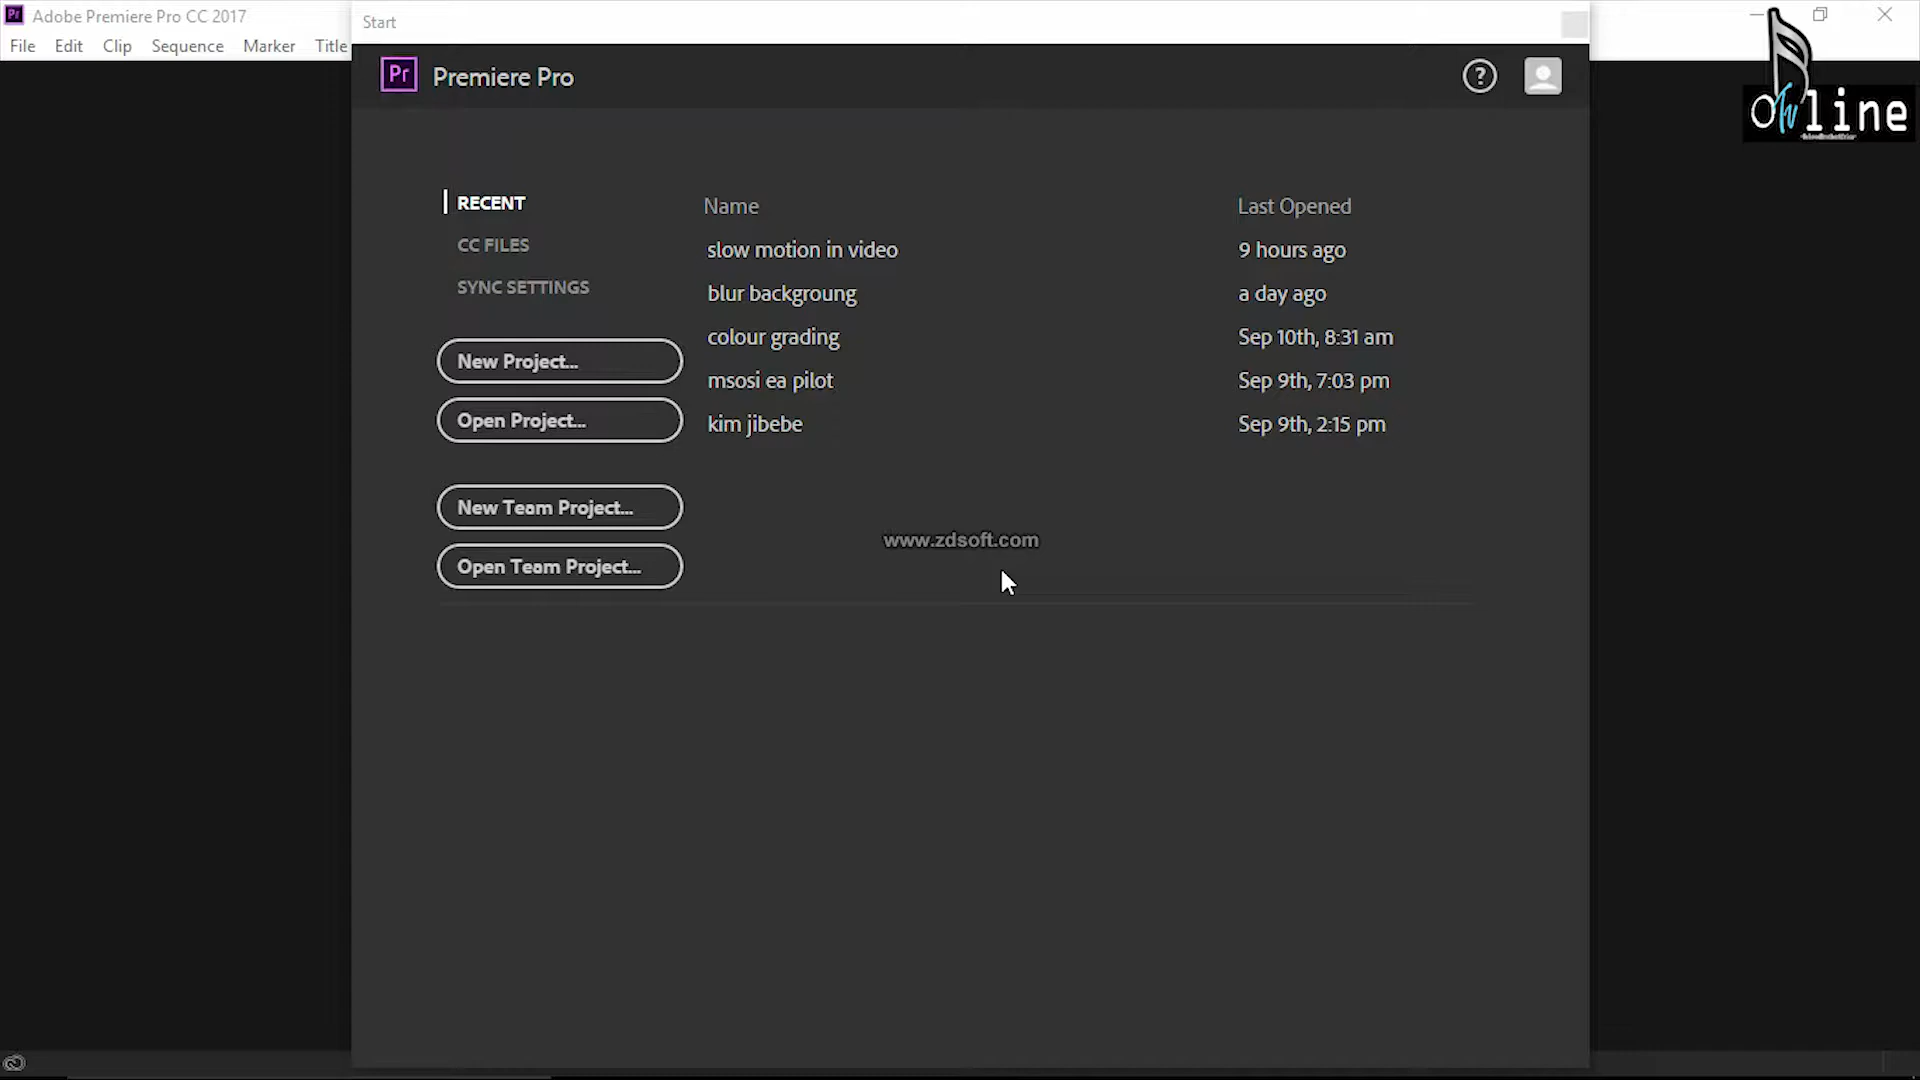 Adobe Premiere Pro CC 2017
File Edit Clip Sequence Marker Title
Start
Pr Premiere Pro
?
Online
Tv
RECENT
CC FILES
SYNC SETTINGS
New Project...
Open Project...
New Team Project...
Open Team Project...
Name Last Opened
slow motion in video 9 hours ago
blur backgroung a day ago
colour grading Sep 10th, 8:31 am
msosi ea pilot Sep 9th, 7:03 pm
kim jibebe Sep 9th, 2:15 pm
www.zdsoft.com